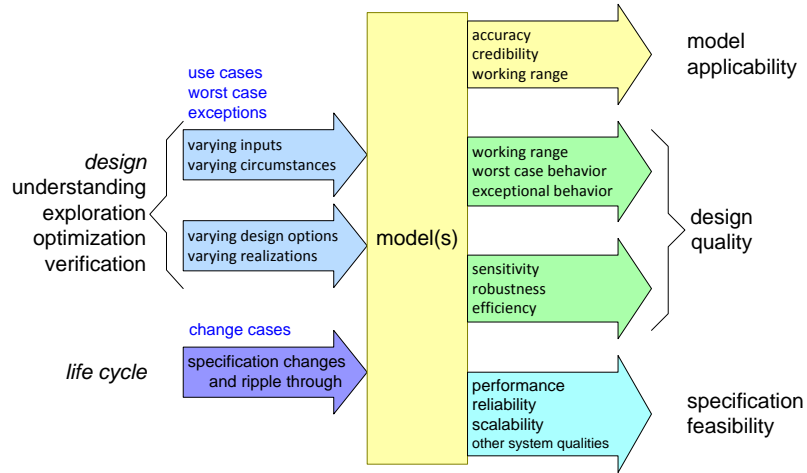 use cases
worst case
exceptions
design
understanding
exploration
optimization
verification
varying inputs
varying circumstances
varying design options
varying realizations
change cases
life cycle
specification changes
and ripple through
model(s)
accuracy
credibility
working range
model
applicability
working range
worst case behavior
exceptional behavior
sensitivity
robustness
efficiency
design
quality
performance
reliability
scalability
other system qualities
specification
feasibility